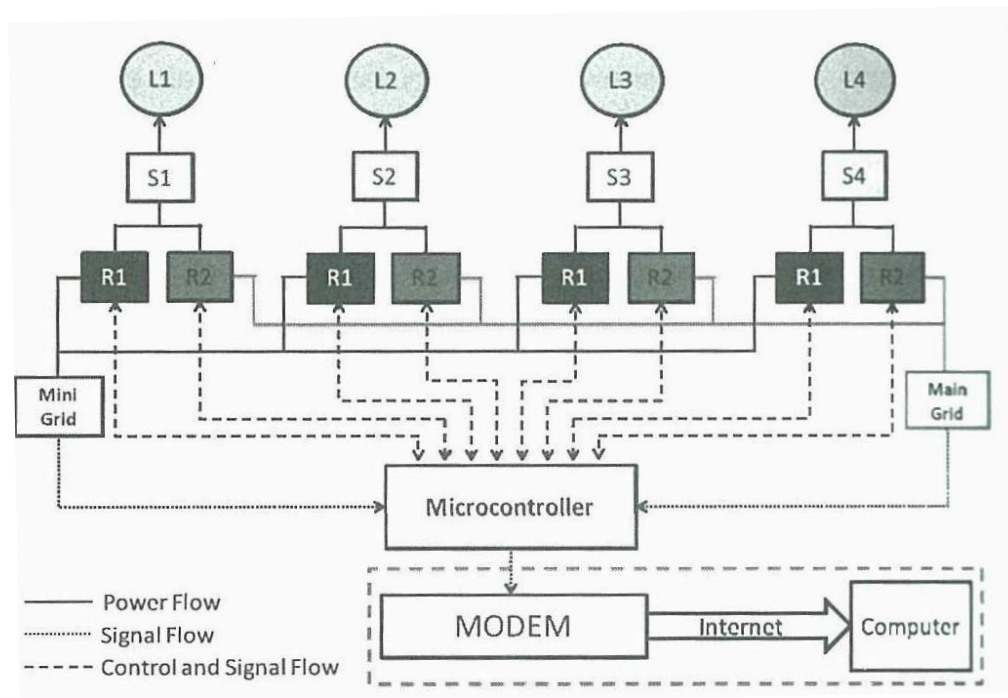 L1
L2
L3
L4
S1
S2
S3
S4
R1
R2
R1
R2
R1
R2
R1
R2
Mini
Grid
Main
Grid
Microcontroller
MODEM
Internet
Computer
Power Flow
Signal Flow
Control and Signal Flow